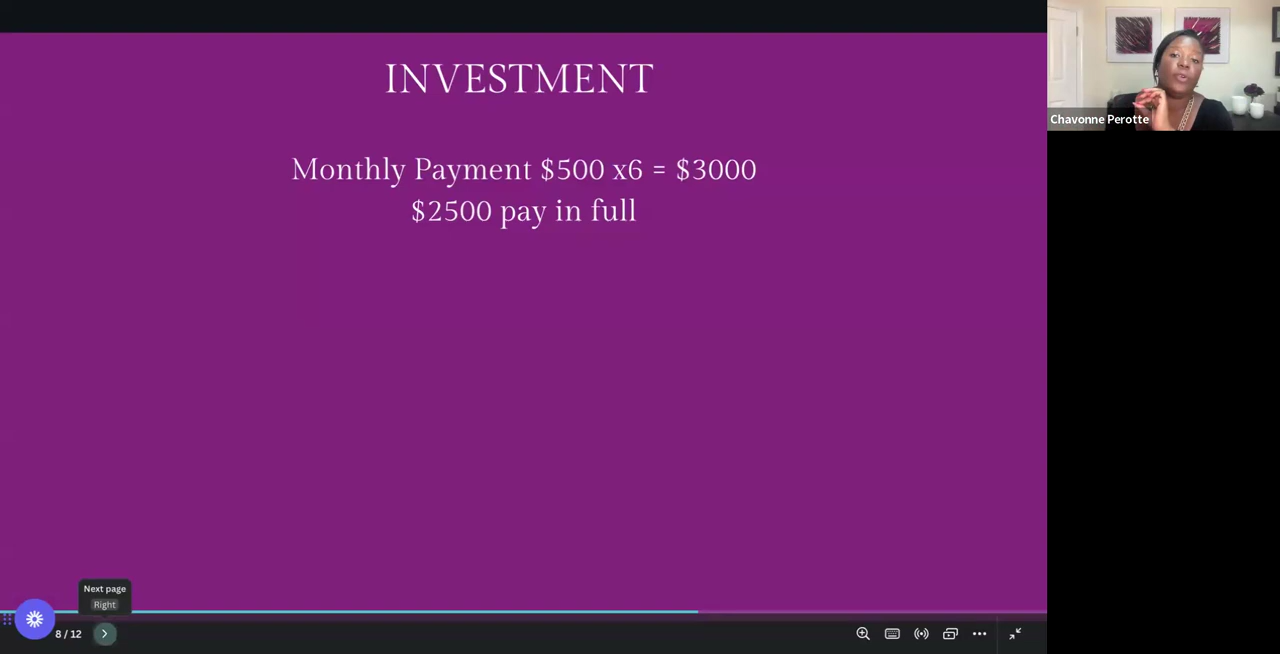 INVESTMENT
Monthly Payment $500 x6 = $3000
$2500 pay in full
Chavonne Perotte
Next page
Right
8 / 12